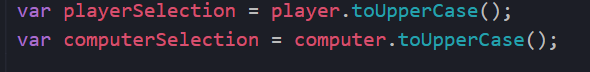 var playerSelection = player.toUpperCase();
var computerSelection = computer.toUpperCase();